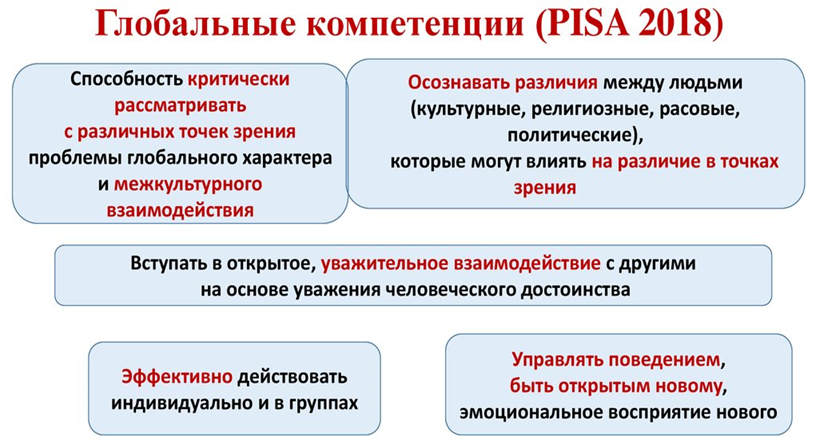 Глобальные компетенции (PISA 2018)
Способность критически
рассматривать
с различных точек зрения
проблемы глобального характера
и межкультурного
взаимодействия
Осознавать различия между людьми
(культурные, религиозные, расовые,
политические),
которые могут влиять на различие в точках
зрения
Вступать в открытое, уважительное взаимодействие с другими
на основе уважения человеческого достоинства
Эффективно действовать
индивидуально и в группах
Управлять поведением,
быть открытым новому,
эмоциональное восприятие нового